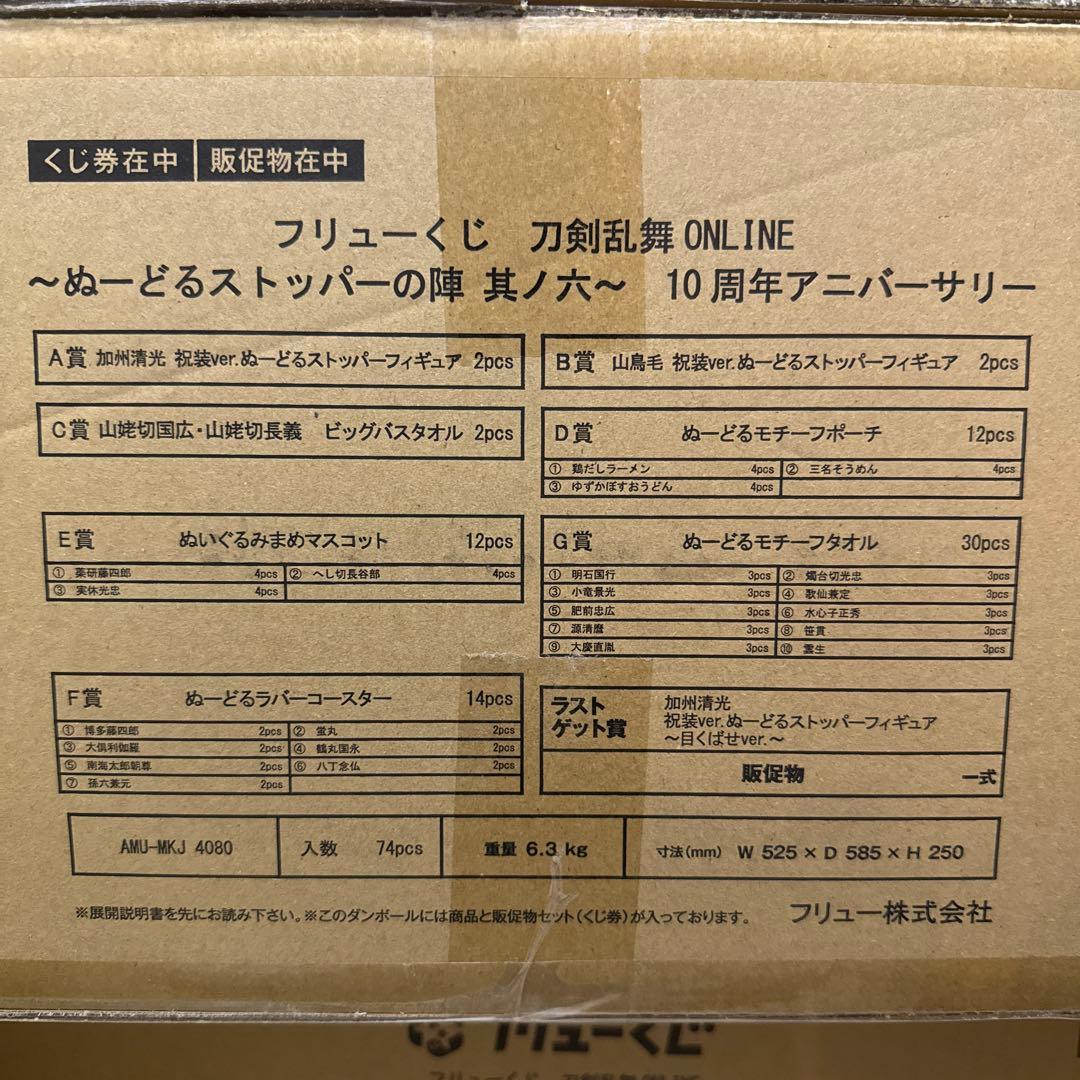 くじ券在中 販促物在中
フリューくじ 刀剣乱舞ONLINE
～ぬーどるストッパーの陣 其ノ六～ 10周年アニバーサリー
A賞 加州清光 祝装ver.ぬーどるストッパーフィギュア 2pcs
B賞 山鳥毛 祝装ver.ぬーどるストッパーフィギュア 2pcs
C賞 山姥切国広・山姥切長義 ビッグバスタオル 2pcs
D賞 ぬーどるモチーフポーチ 12pcs
① 鶏だしラーメン 4pcs ② 三名そうめん 4pcs
③ ゆずかぼすおうどん 4pcs
E賞 ぬいぐるみまめマスコット 12pcs
① 薬研藤四郎 4pcs ② へし切長谷部 4pcs
③ 実休光忠 4pcs
G賞 ぬーどるモチーフタオル 30pcs
① 明石国行 3pcs ② 燭台切光忠 3pcs
③ 小竜景光 3pcs ④ 歌仙兼定 3pcs
⑤ 肥前忠広 3pcs ⑥ 水心子正秀 3pcs
⑦ 源清麿 3pcs ⑧ 笹貫 3pcs
⑨ 大慶直胤 3pcs ⑩ 雲生 3pcs
F賞 ぬーどるラバーコースター 14pcs
① 博多藤四郎 2pcs ② 蛍丸 2pcs
③ 大倶利伽羅 2pcs ④ 鶴丸国永 2pcs
⑤ 南海太郎朝尊 2pcs ⑥ 八丁念仏 2pcs
⑦ 孫六兼元 2pcs
ラストゲット賞
加州清光
祝装ver.ぬーどるストッパーフィギュア
～目くばせver.～
販促物 一式
AMU-MKJ 4080 入数 74pcs 重量 6.3 kg 寸法(mm) W 525 × D 585 × H 250
※展開説明書を先にお読み下さい。※このダンボールには商品と販促物セット(くじ券)が入っております。 フリュー株式会社
フリューくじ
フリューくじ 刀剣乱舞ONLINE